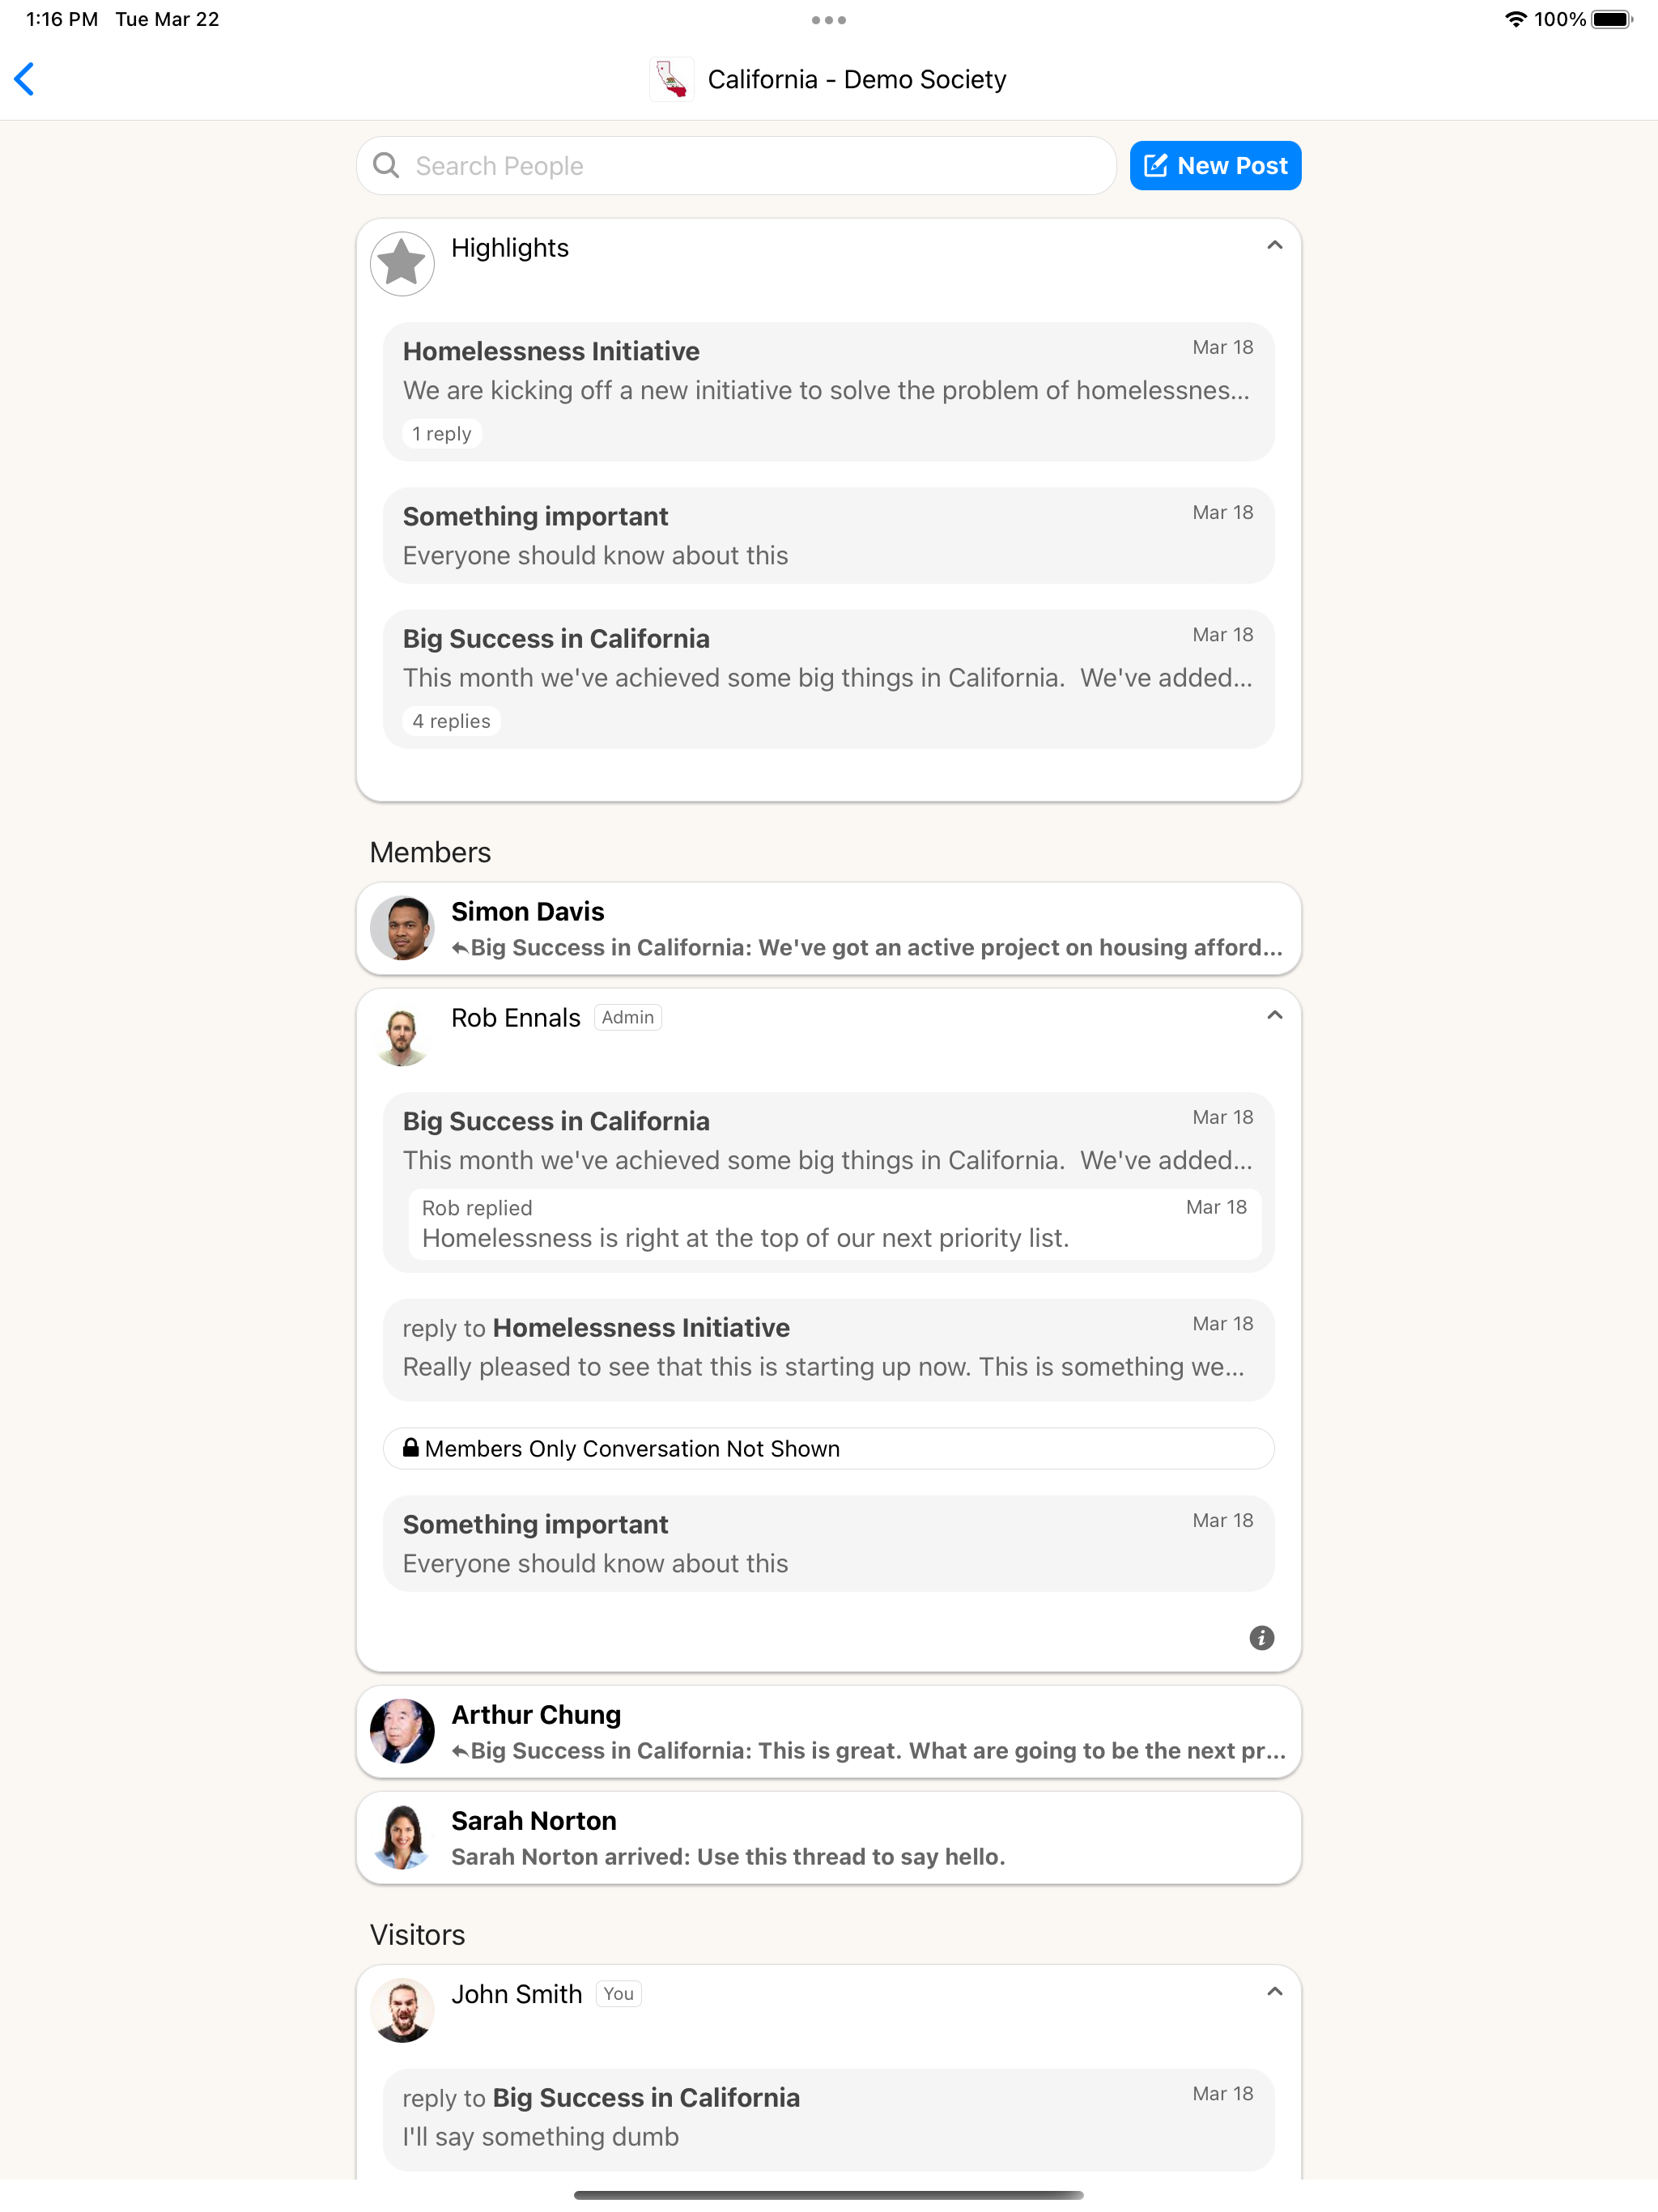 1:16 PM Tue Mar 22
100%
California - Demo Society
Search People
New Post
Highlights
Homelessness Initiative
Mar 18
We are kicking off a new initiative to solve the problem of homelessnes...
1 reply
Something important
Mar 18
Everyone should know about this
Big Success in California
Mar 18
This month we've achieved some big things in California.  We've added...
4 replies
Members
Simon Davis
Big Success in California: We've got an active project on housing afford...
Rob Ennals Admin
Big Success in California
Mar 18
This month we've achieved some big things in California.  We've added...
Rob replied
Mar 18
Homelessness is right at the top of our next priority list.
reply to Homelessness Initiative
Mar 18
Really pleased to see that this is starting up now. This is something we...
Members Only Conversation Not Shown
Something important
Mar 18
Everyone should know about this
Arthur Chung
Big Success in California: This is great. What are going to be the next pr...
Sarah Norton
Sarah Norton arrived: Use this thread to say hello.
Visitors
John Smith You
reply to Big Success in California
Mar 18
I'll say something dumb